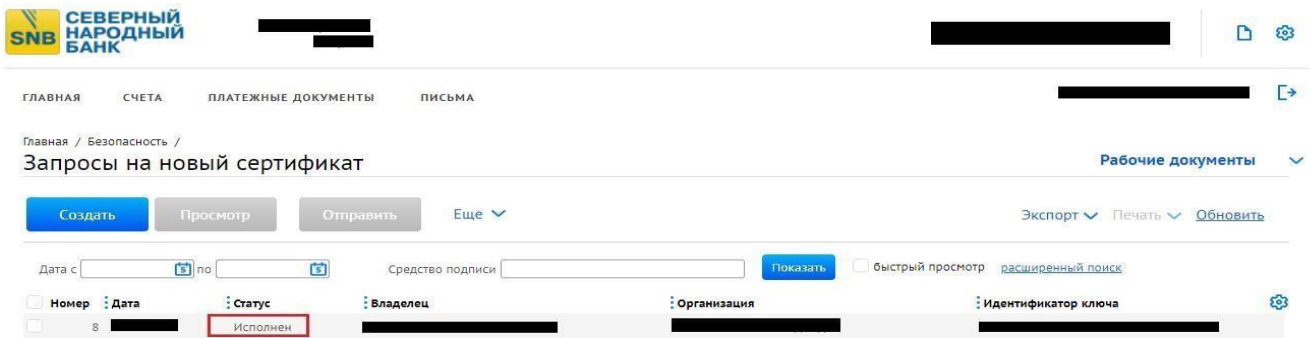 SNB
СЕВЕРНЫЙ
НАРОДНЫЙ
БАНК
ГЛАВНАЯ СЧЕТА ПЛАТЕЖНЫЕ ДОКУМЕНТЫ ПИСЬМА
Главная / Безопасность /
Запросы на новый сертификат
Рабочие документы
Создать Просмотр Отправить Еще Экспорт Печать Обновить
Дата с по Средство подписи Показать быстрый просмотр расширенный поиск
Номер Дата Статус Владелец Организация Идентификатор ключа
8 Исполнен